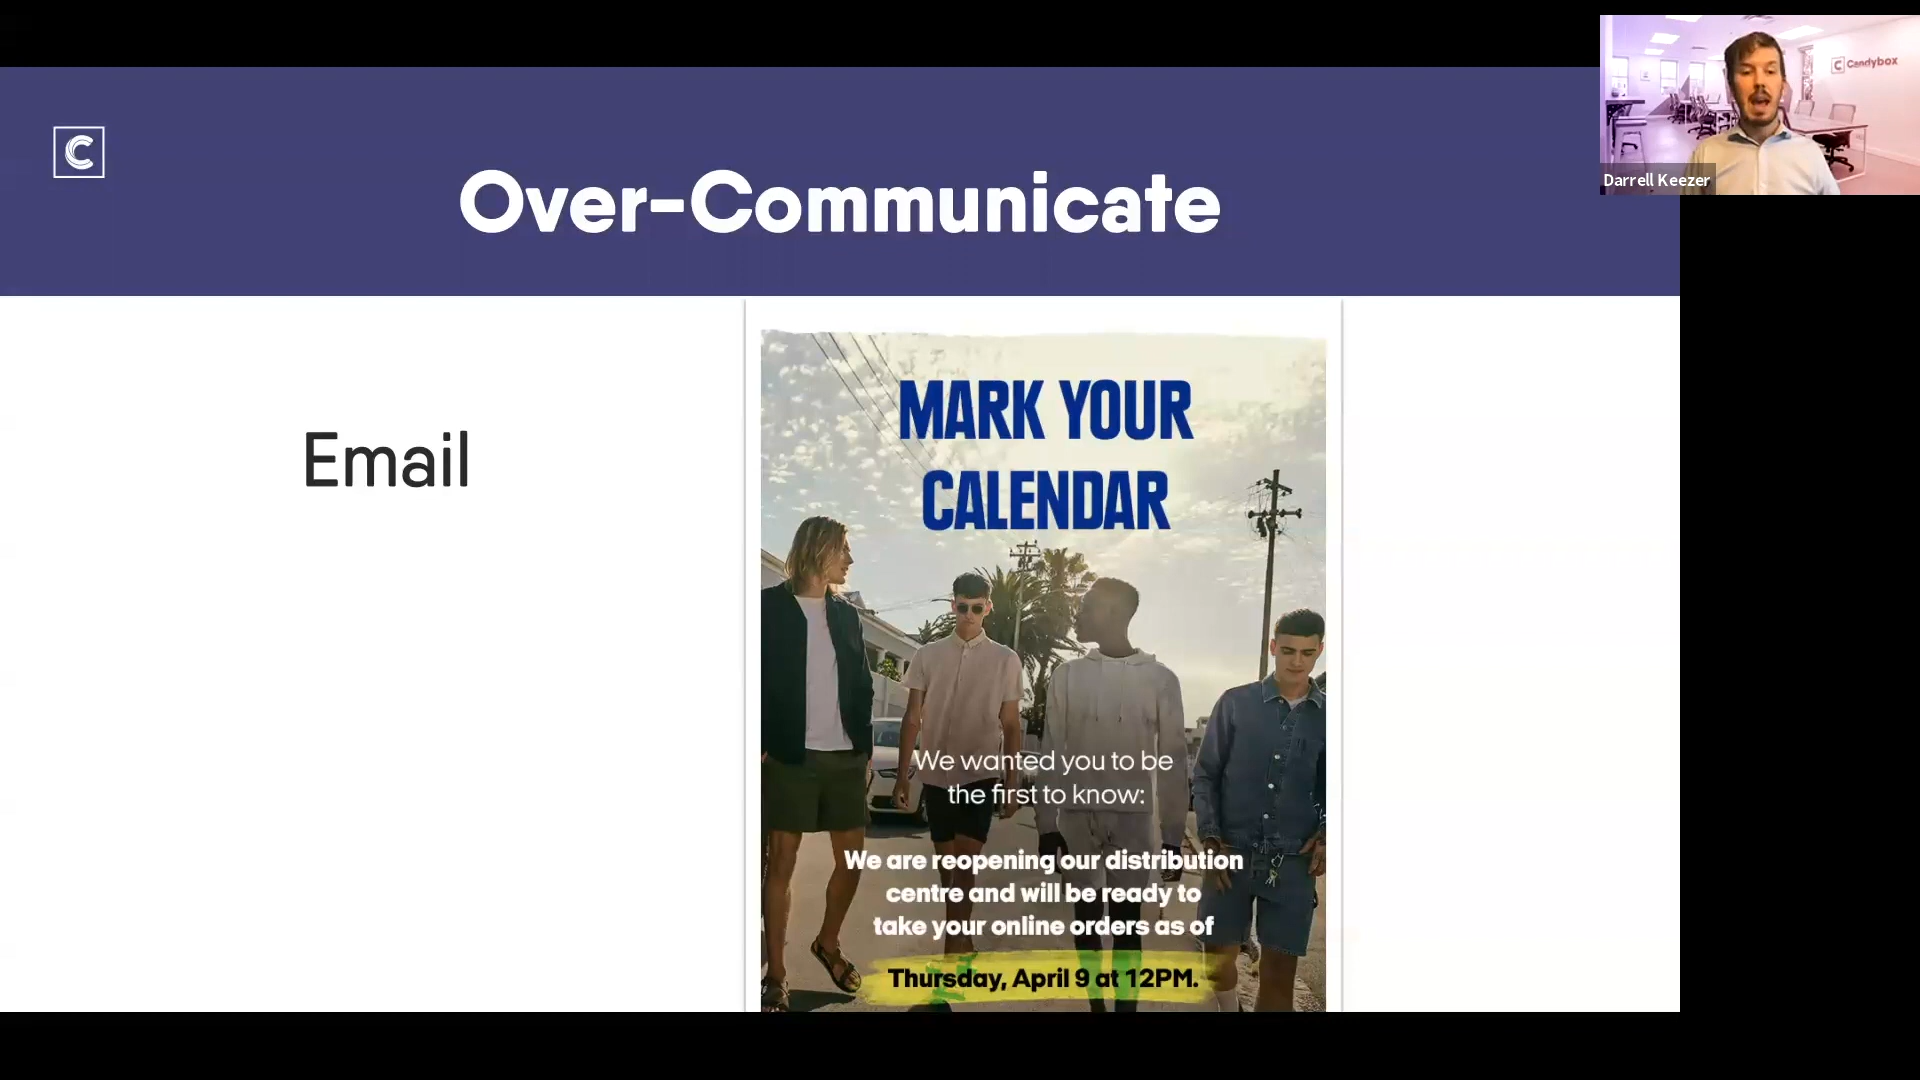 C
Over-Communicate
C Candybox
Darrell Keezer
Email
MARK YOUR
CALENDAR
We wanted you to be
the first to know:
We are reopening our distribution
centre and will be ready to
take your online orders as of
Thursday, April 9 at 12PM.